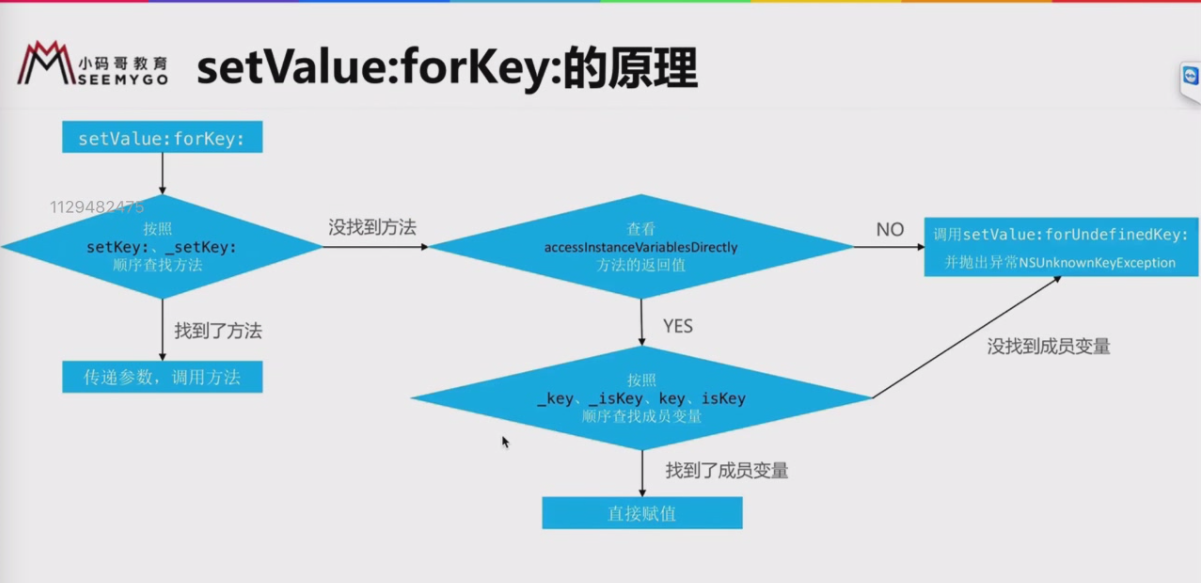 小码哥教育
SEEMYGO
setValue:forKey:的原理
setValue:forKey:
1129482475
按照
setKey:、_setKey:
顺序查找方法
没找到方法
查看
accessInstanceVariablesDirectly
方法的返回值
NO
调用setValue:forUndefinedKey:
并抛出异常NSUnknownKeyException
找到了方法
传递参数，调用方法
YES
没找到成员变量
按照
_key、_isKey、key、isKey
顺序查找成员变量
找到了成员变量
直接赋值